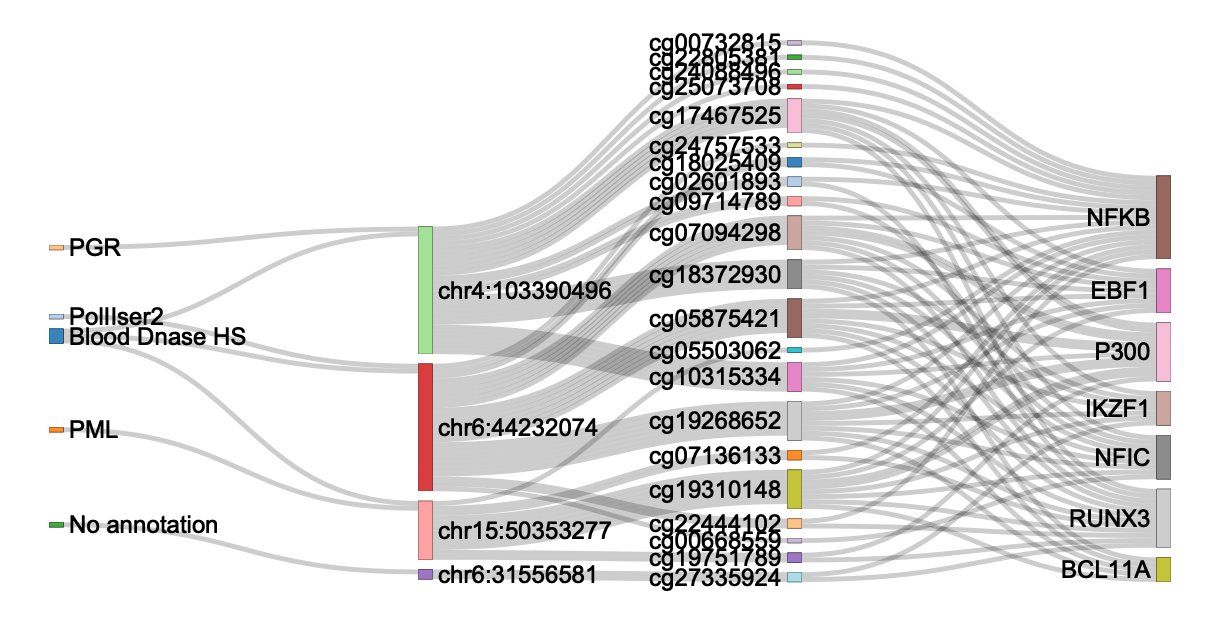 PGR
PolIIser2
Blood Dnase HS
PML
No annotation
chr4:103390496
chr6:44232074
chr15:50353277
chr6:31556581
cg00732815
cg22805381
cg24088496
cg25073708
cg17467525
cg24757533
cg18025409
cg02601893
cg09714789
cg07094298
cg18372930
cg05875421
cg05503062
cg10315334
cg19268652
cg07136133
cg19310148
cg22444102
cg00668559
cg19751789
cg27335924
NFKB
EBF1
P300
IKZF1
NFIC
RUNX3
BCL11A